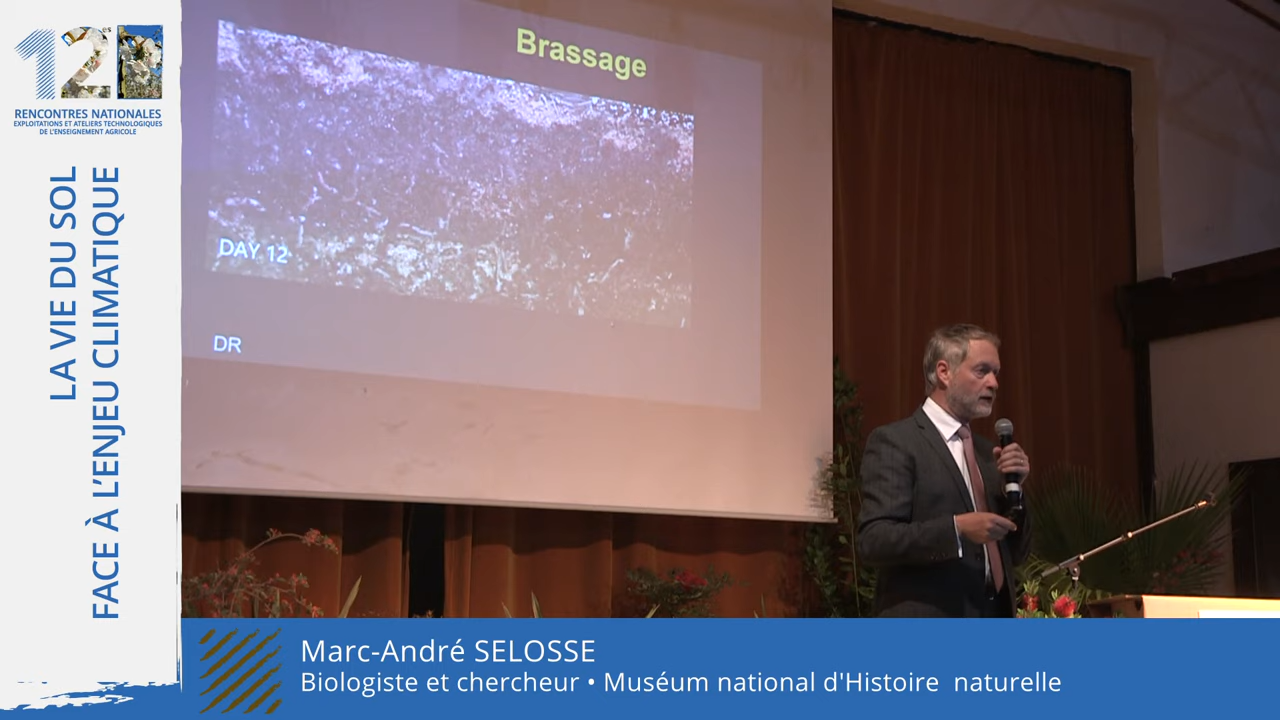 12es
RENCONTRES NATIONALES
EXPLOITATIONS ET ATELIERS TECHNOLOGIQUES
DE L'ENSEIGNEMENT AGRICOLE
LA VIE DU SOL
FACE À L'ENJEU CLIMATIQUE
Brassage
DAY 12
DR
Marc-André SELOSSE
Biologiste et chercheur • Muséum national d'Histoire naturelle